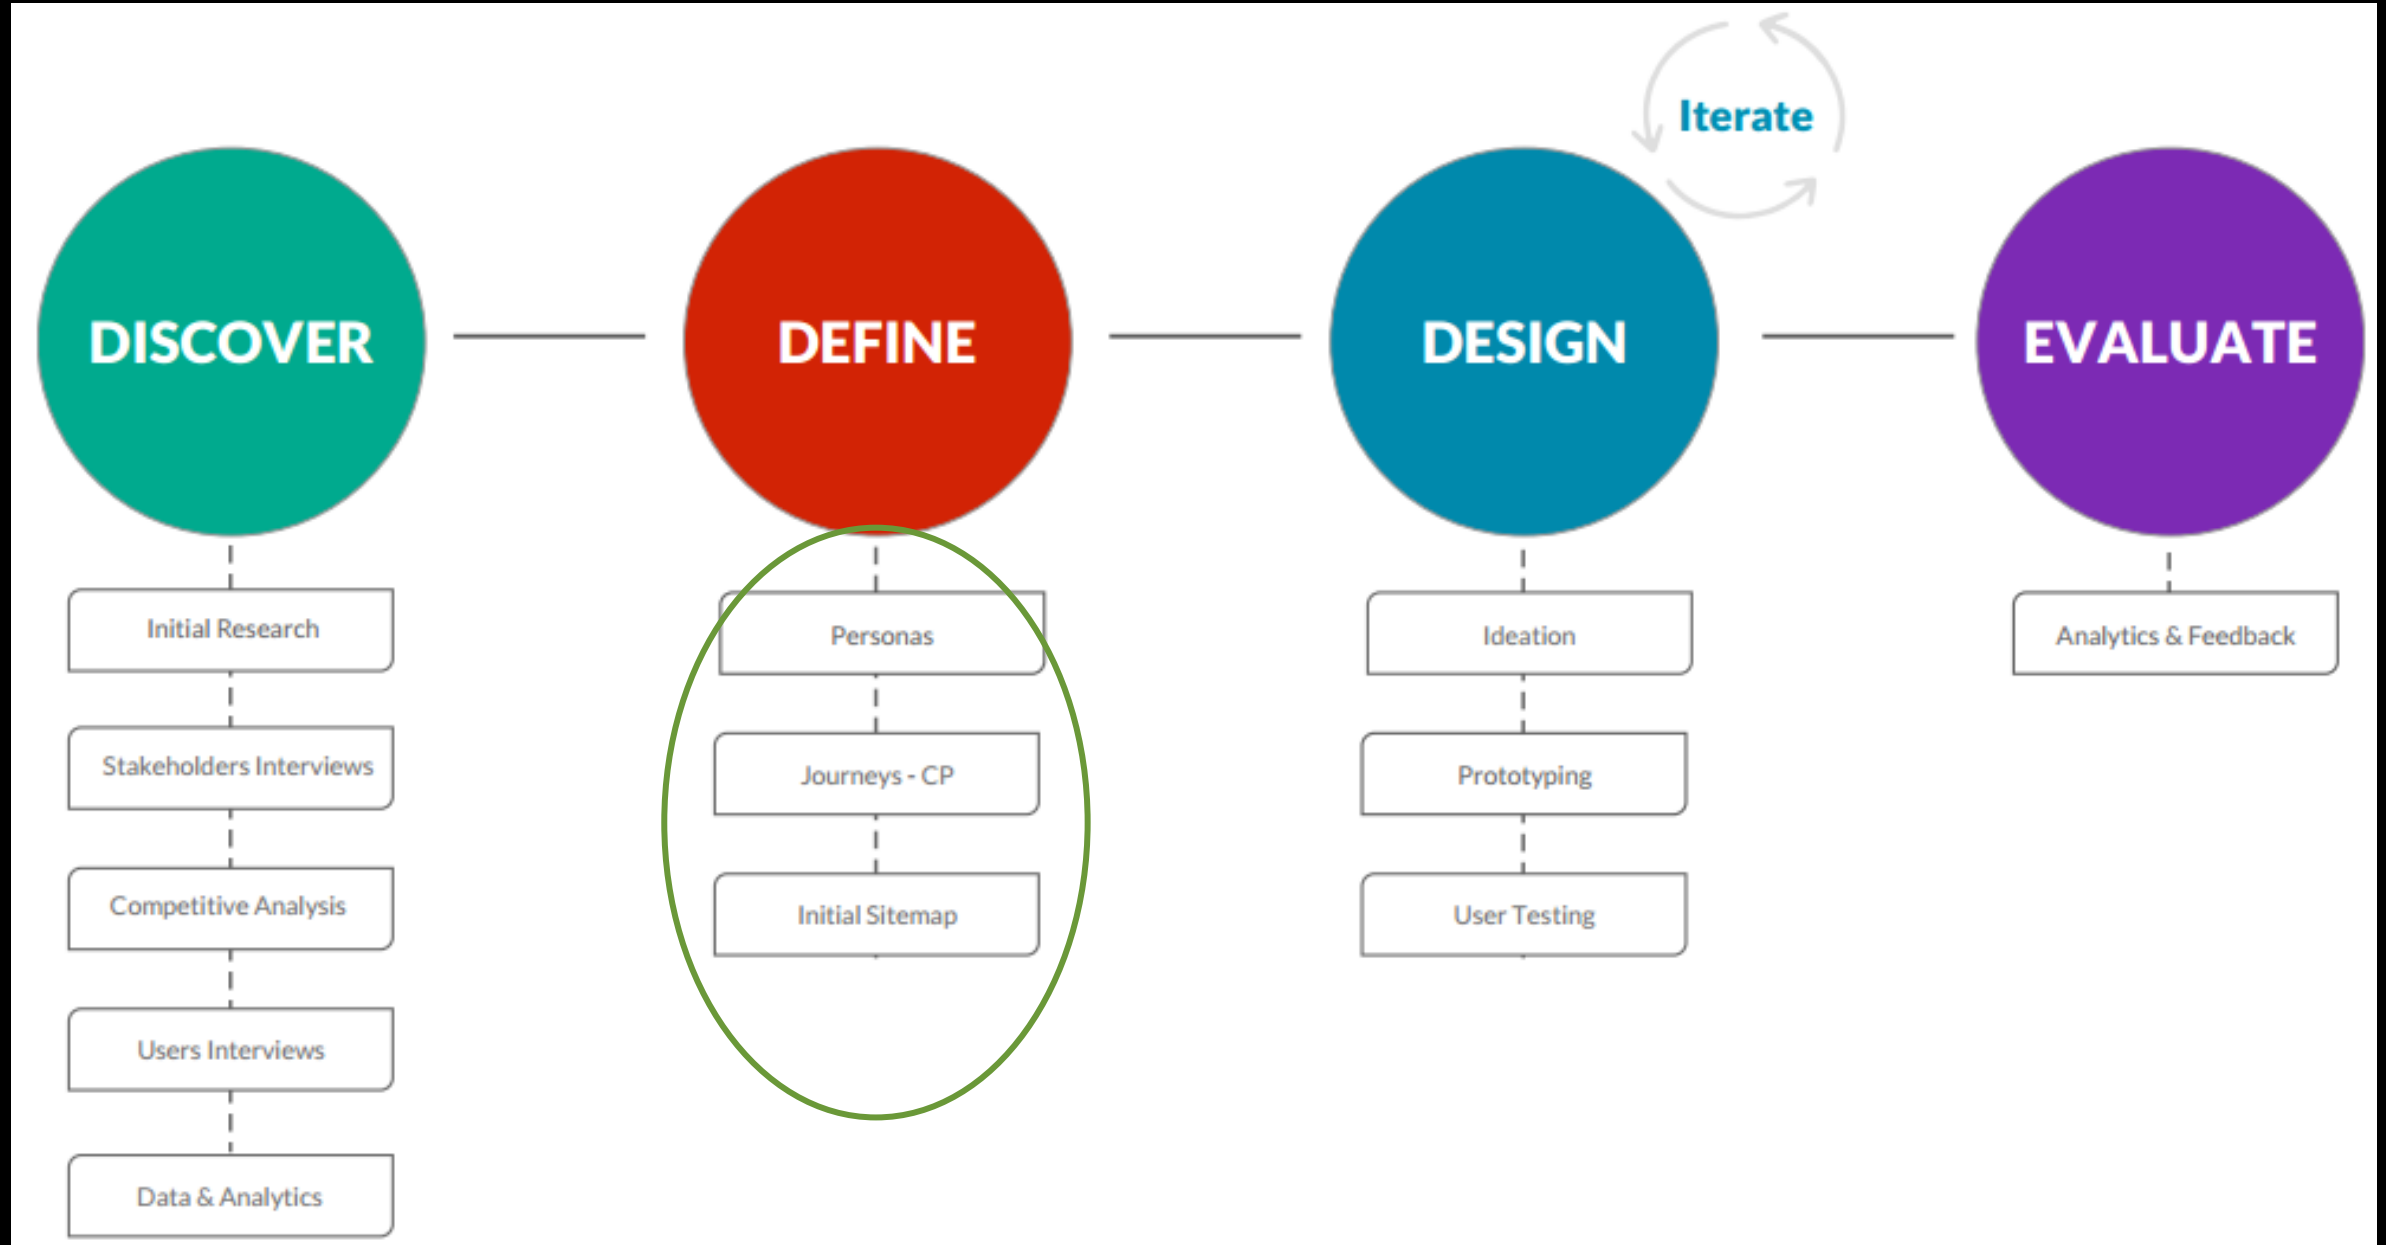 Iterate
DISCOVER
DEFINE
DESIGN
EVALUATE
Initial Research
Stakeholders Interviews
Competitive Analysis
Users Interviews
Data & Analytics
Personas
Journeys - CP
Initial Sitemap
Ideation
Prototyping
User Testing
Analytics & Feedback